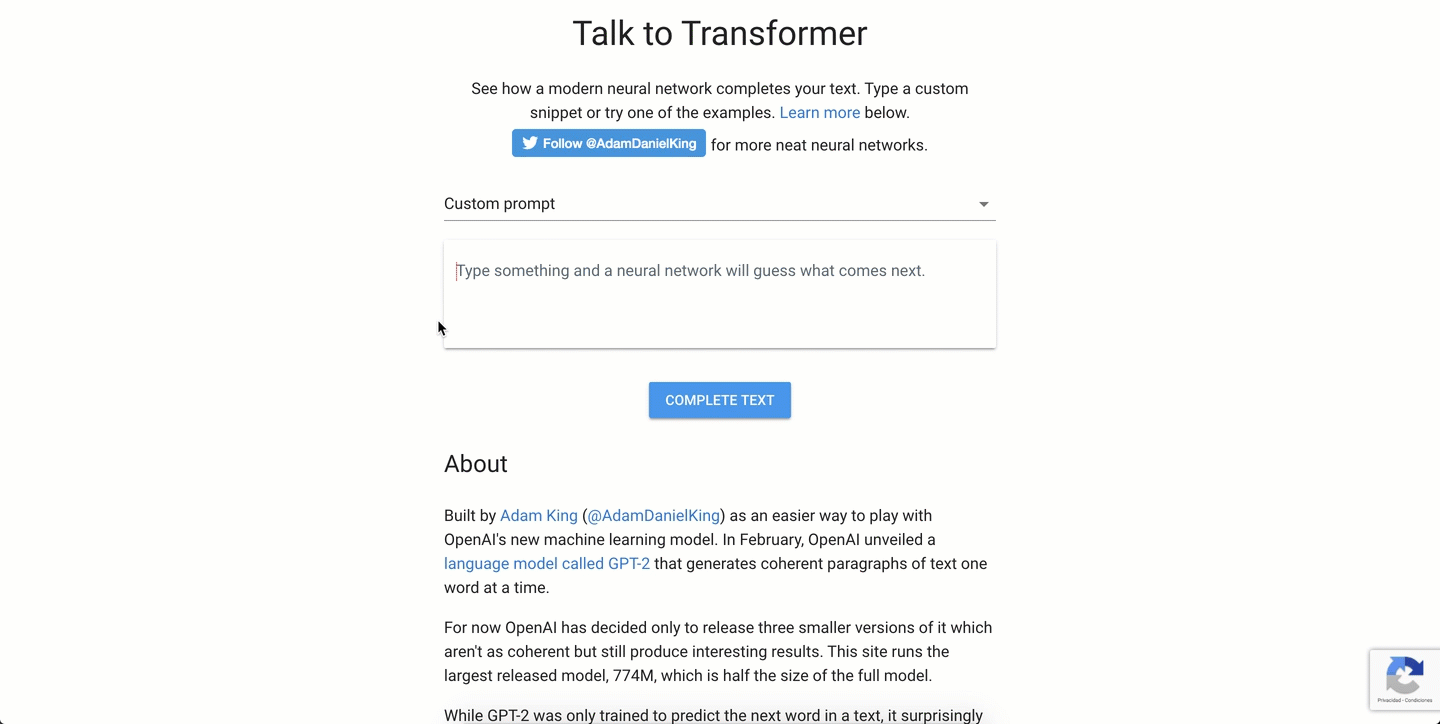 Talk to Transformer
See how a modern neural network completes your text. Type a custom
snippet or try one of the examples. Learn more below.
Follow @AdamDanielKing for more neat neural networks.
Custom prompt
Type something and a neural network will guess what comes next.
COMPLETE TEXT
About
Built by Adam King (@AdamDanielKing) as an easier way to play with
OpenAI's new machine learning model. In February, OpenAI unveiled a
language model called GPT-2 that generates coherent paragraphs of text one
word at a time.
For now OpenAI has decided only to release three smaller versions of it which
aren't as coherent but still produce interesting results. This site runs the
largest released model, 774M, which is half the size of the full model.
While GPT-2 was only trained to predict the next word in a text, it surprisingly
Privacidad - Condiciones